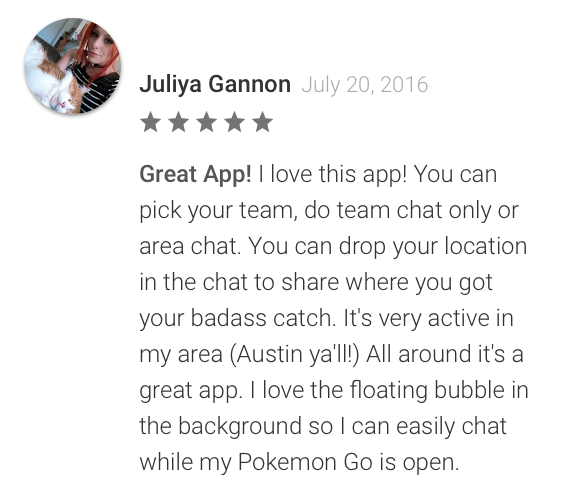 Juliya Gannon July 20, 2016
Great App! I love this app! You can
pick your team, do team chat only or
area chat. You can drop your location
in the chat to share where you got
your badass catch. It's very active in
my area (Austin ya'll!) All around it's a
great app. I love the floating bubble in
the background so I can easily chat
while my Pokemon Go is open.